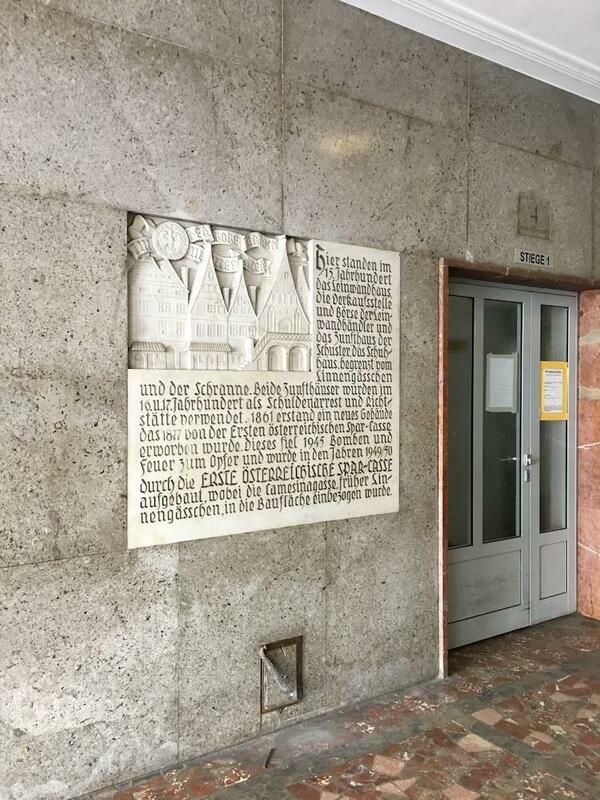 Hier standen im
15. Jahrhundert
das Leinwandhaus,
die Verkaufsstelle
und Börse der Lein-
wandhändler und
das Zunfthaus der
Schuster, das Schuh-
haus, begrenzt vom
Linnengässchen
und der Schranne. Beide Zunfthäuser wurden im
16.u.17. Jahrhundert als Schuldenarrest und Richt-
stätte verwendet. 1861 erstand ein neues Gebäude
das 1877 von der Ersten österreichischen Spar-Casse
erworben wurde. Dieses fiel 1945 Bomben und
Feuer zum Opfer und wurde in den Jahren 1949/50
durch die ERSTE ÖSTERREICHISCHE SPAR-CASSE
aufgebaut, wobei die Camesinagasse, früher Lin-
nengässchen, in die Baufläche einbezogen wurde.
4
STIEGE 1